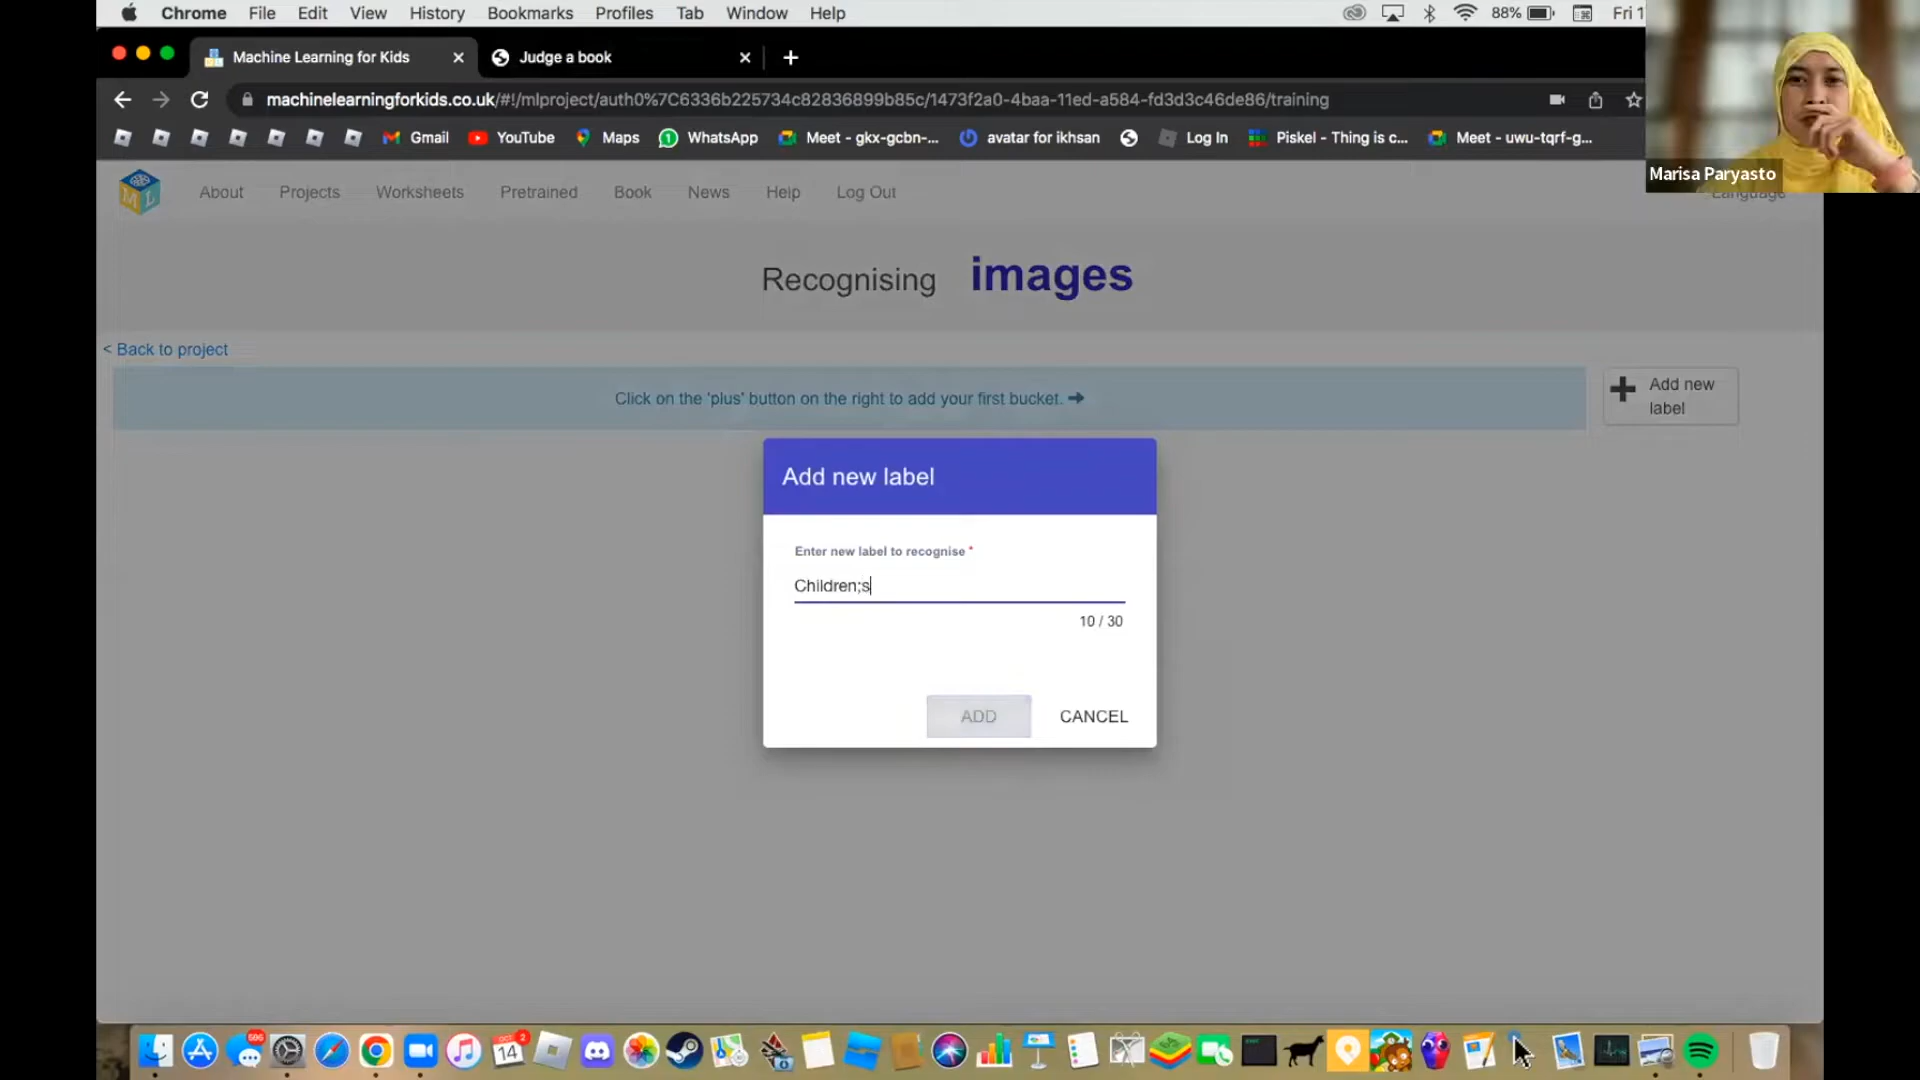 Chrome File Edit View History Bookmarks Profiles Tab Window Help
88%
Fri 1
Machine Learning for Kids
Judge a book
machinelearningforkids.co.uk/#!/mlproject/auth0%7C6336b225734c82836899b85c/1473f2a0-4baa-11ed-a584-fd3d3c46de86/training
Gmail YouTube Maps WhatsApp Meet - gkx-gcbn-... avatar for ikhsan Log In Piskel - Thing is c... Meet - uwu-tqrf-g...
Marisa Paryasto
About Projects Worksheets Pretrained Book News Help Log Out
Language
Recognising images
< Back to project
Click on the 'plus' button on the right to add your first bucket.
Add new
label
Add new label
Enter new label to recognise *
Children;s
10 / 30
ADD CANCEL